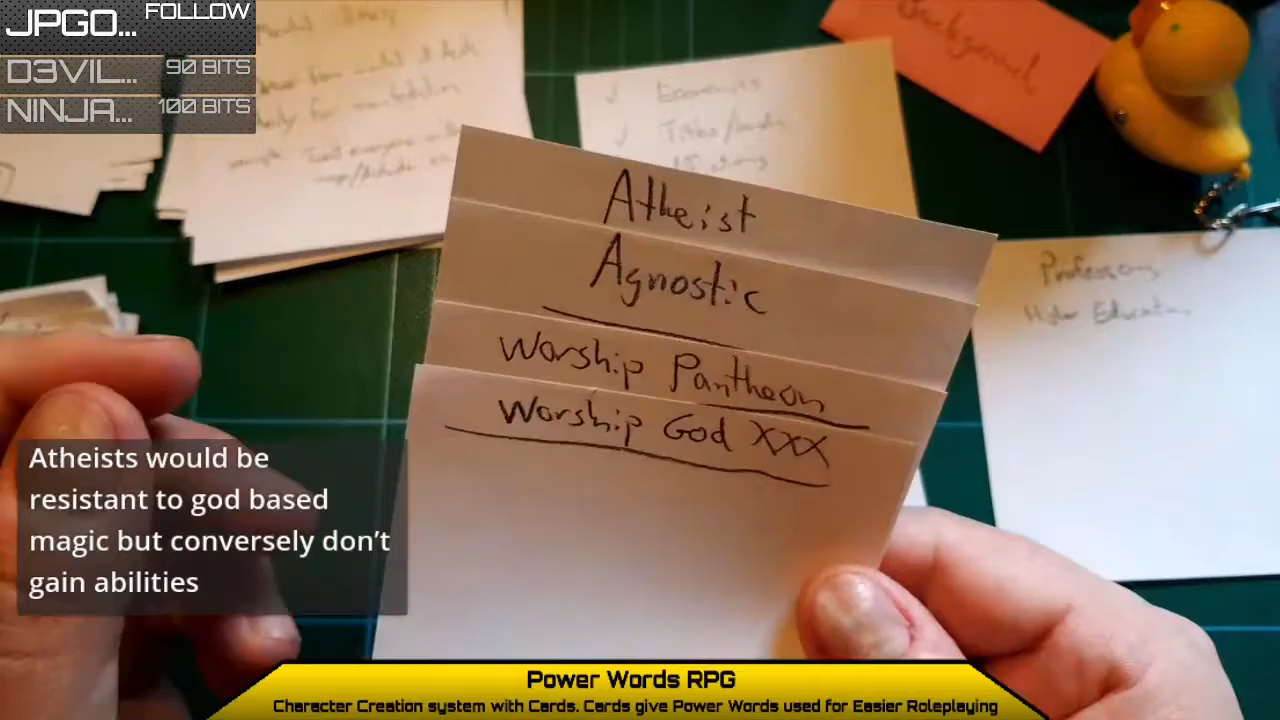 JPGO... FOLLOW
D3VIL... 90 BITS
NINJA... 100 BITS
Background
Economics
Atheist
Agnostic
Worship Pantheon
Worship God XXX
Professions
Higher Education
Atheists would be
resistant to god based
magic but conversely don't
gain abilities
Power Words RPG
Character Creation system with Cards. Cards give Power Words used for Easier Roleplaying